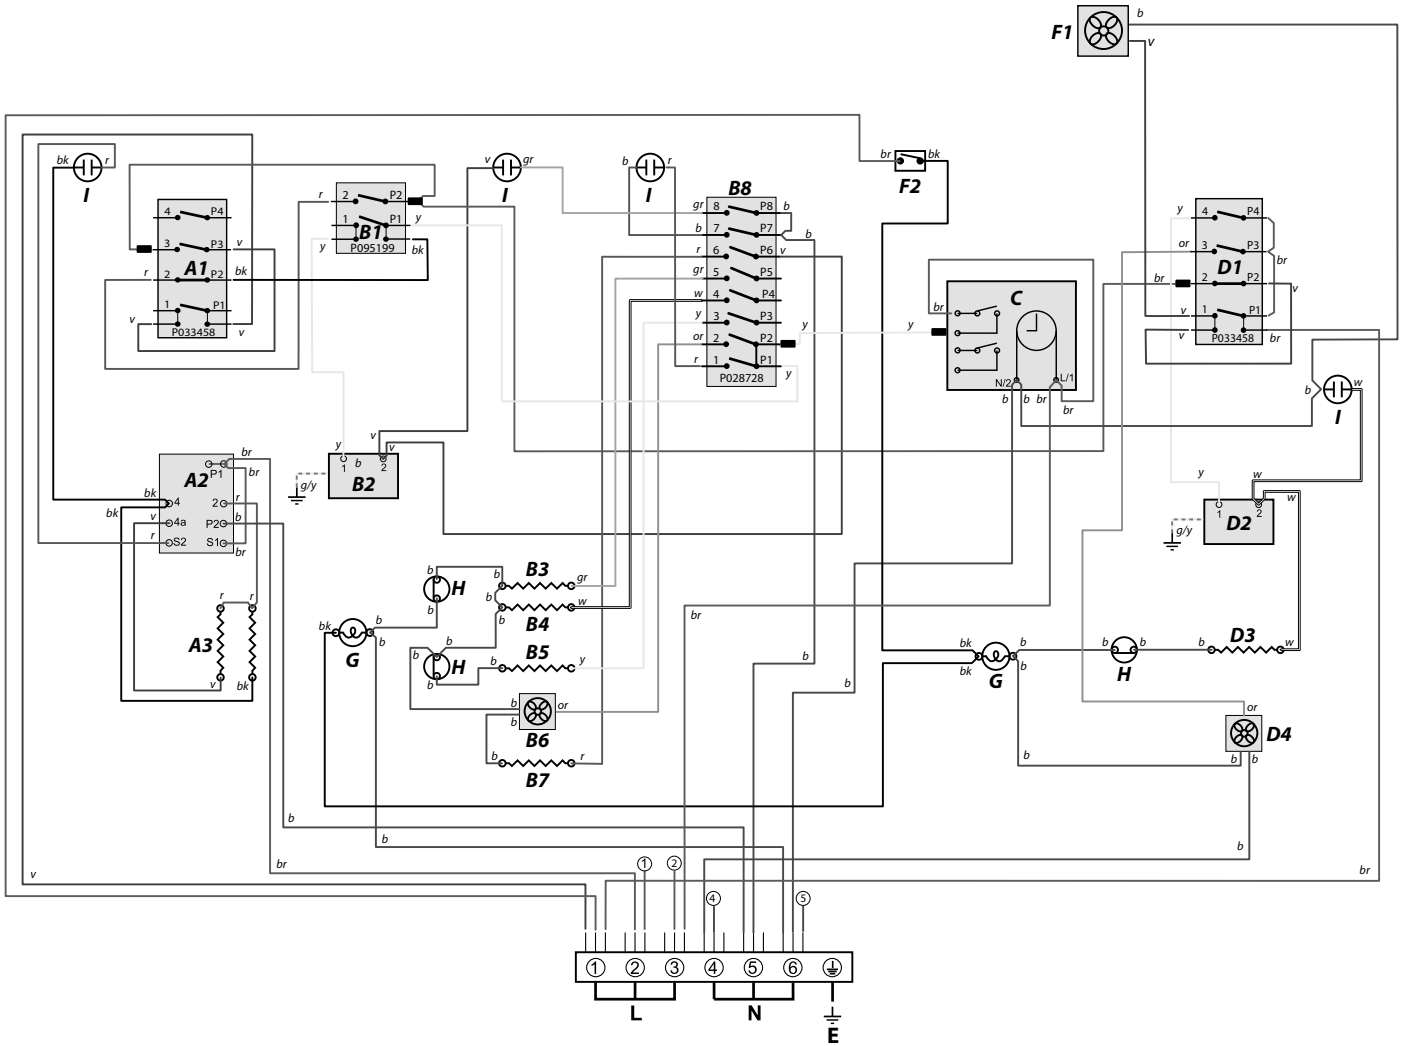 b
F1
v
bk r
I
v gr
I
b r
I
br bk
F2
B8
4 P4
3 P3 v
A1
r 2 P2 bk
1 P1
v v
P033458
r 2 P2
1 P1 y
B1
y bk
P095199
gr 8 P8 b
b 7 P7 b
r 6 P6 v
gr 5 P5
w 4 P4
y 3 P3
or 2 P2 y
r 1 P1
y
P028728
y
br
C
N/2 L/1
b b br br
y 4 P4
or 3 P3
br
D1
br 2 P2
v
v 1 P1
v br
P033458
b w
I
y v v
1 b 2
B2
g/y
A2
P1 br
br
bk 4 2 r
bk
v 4a P2 b
r S2 S1
br
r r
A3
v bk
y w
w
1 2
D2
g/y
b b
H
b
b
b
B3
gr
B4
w
bk b
G
b
b b
H
b
b
B5
y
b
b
or
B6
b
r
B7
br
b
b
bk
bk
b
G
b
b b
H
b
D3
w
or
D4
b b
b
b
b
b
br
v
br
1 2
4 5
1 2 3 4 5 6
L N
E